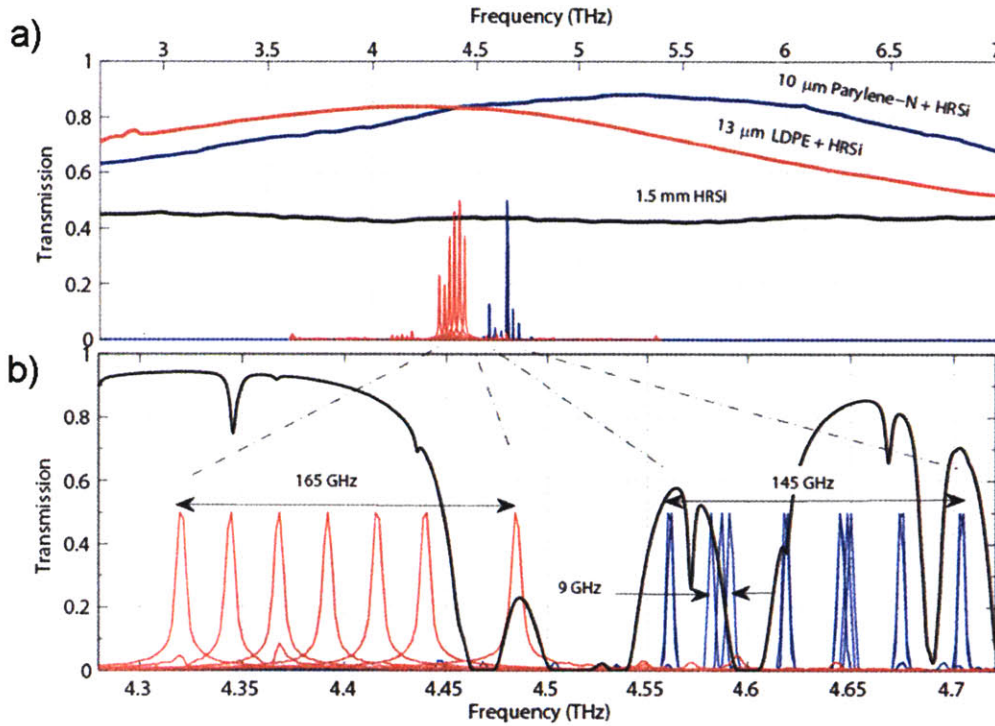 a)
Frequency (THz)
3 3.5 4 4.5 5 5.5 6 6.5 7
1
0.8
0.6
0.4
0.2
0
Transmission
10 μm Parylene-N + HRSi
13 μm LDPE + HRSi
1.5 mm HRSi
b)
1
0.8
0.6
0.4
0.2
0
Transmission
165 GHz
145 GHz
9 GHz
4.3 4.35 4.4 4.45 4.5 4.55 4.6 4.65 4.7
Frequency (THz)